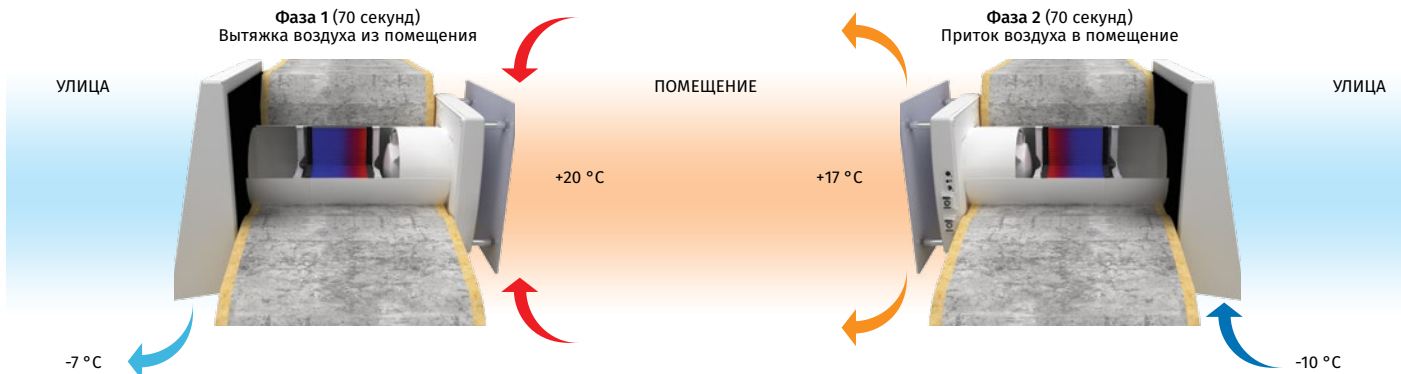 Фаза 1 (70 секунд)
Вытяжка воздуха из помещения
Фаза 2 (70 секунд)
Приток воздуха в помещение
УЛИЦА
ПОМЕЩЕНИЕ
УЛИЦА
+20 °C
+17 °C
-7 °C
-10 °C